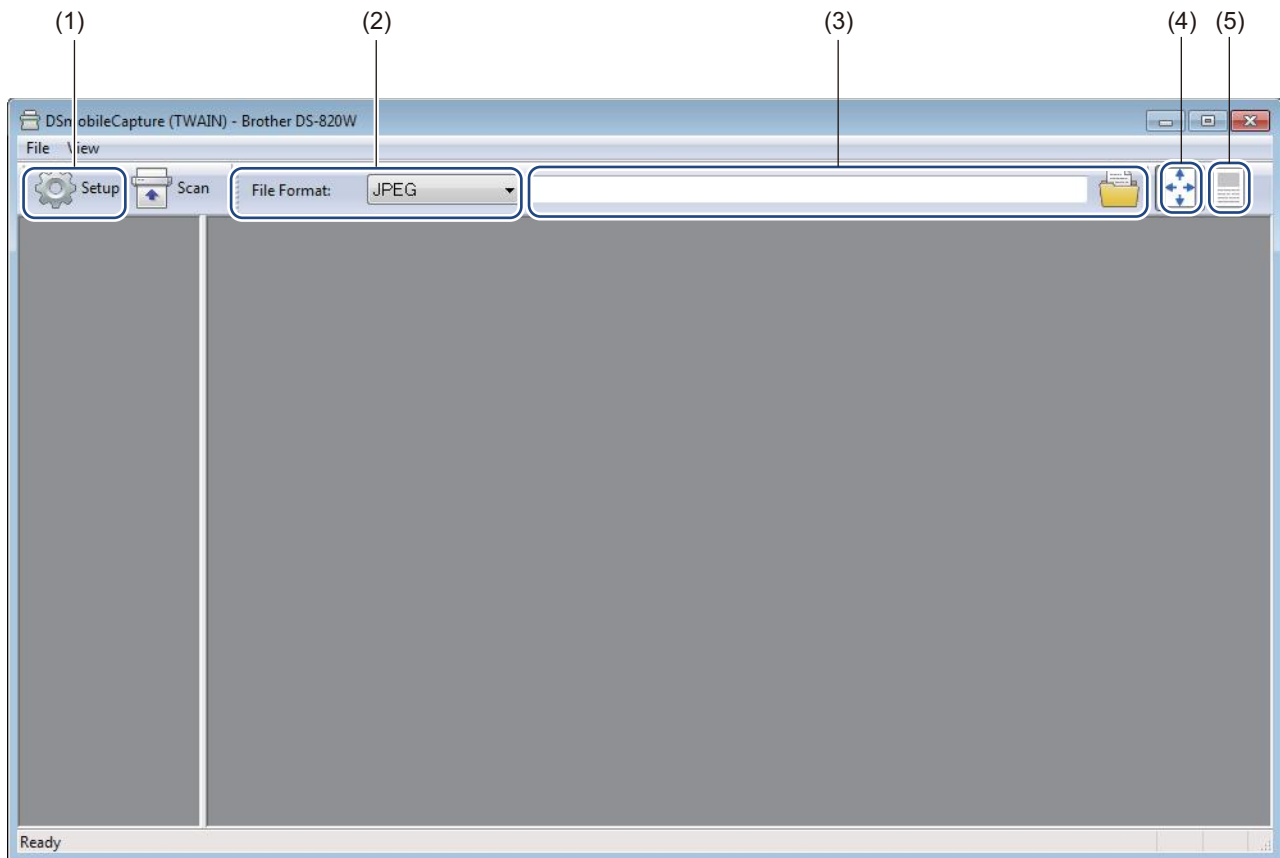 (1) (2) (3) (4) (5)
DSmobileCapture (TWAIN) - Brother DS-820W
File View
Setup Scan File Format: JPEG
Ready